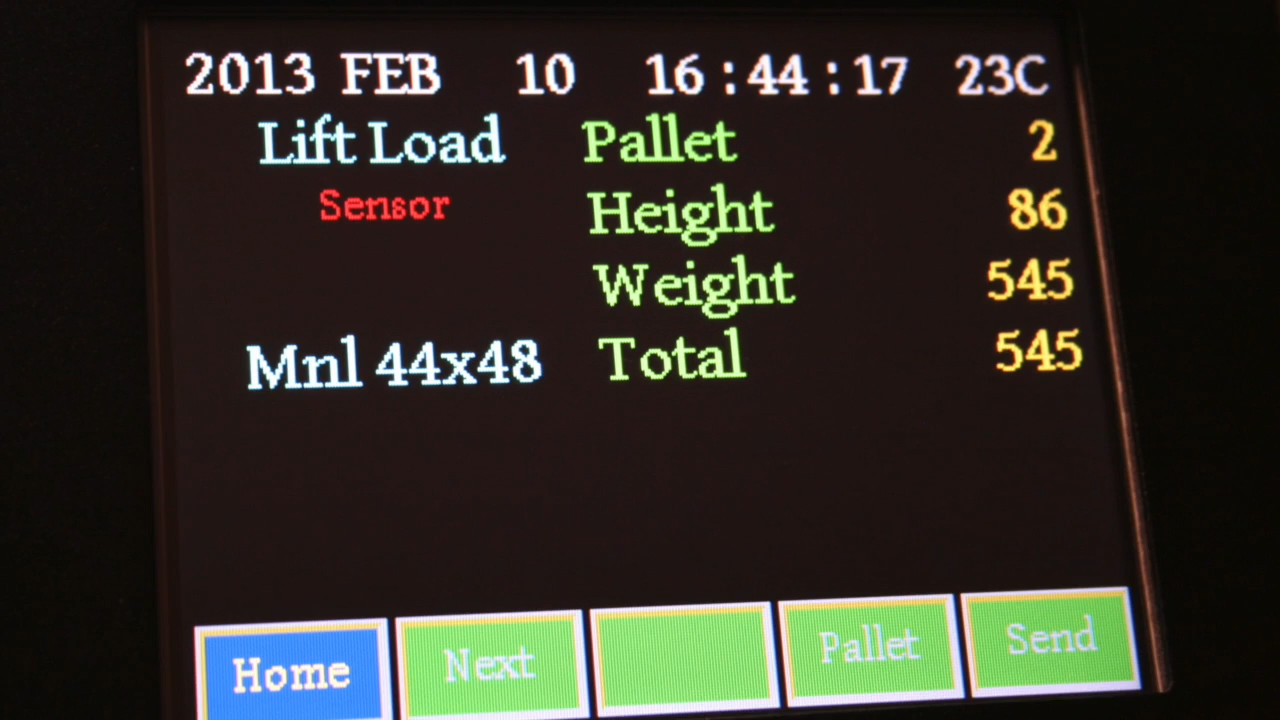 2013 FEB 10 16:44:17 23C
Lift Load Pallet 2
Sensor Height 86
Weight 545
Mnl 44x48 Total 545
Home Next Pallet Send